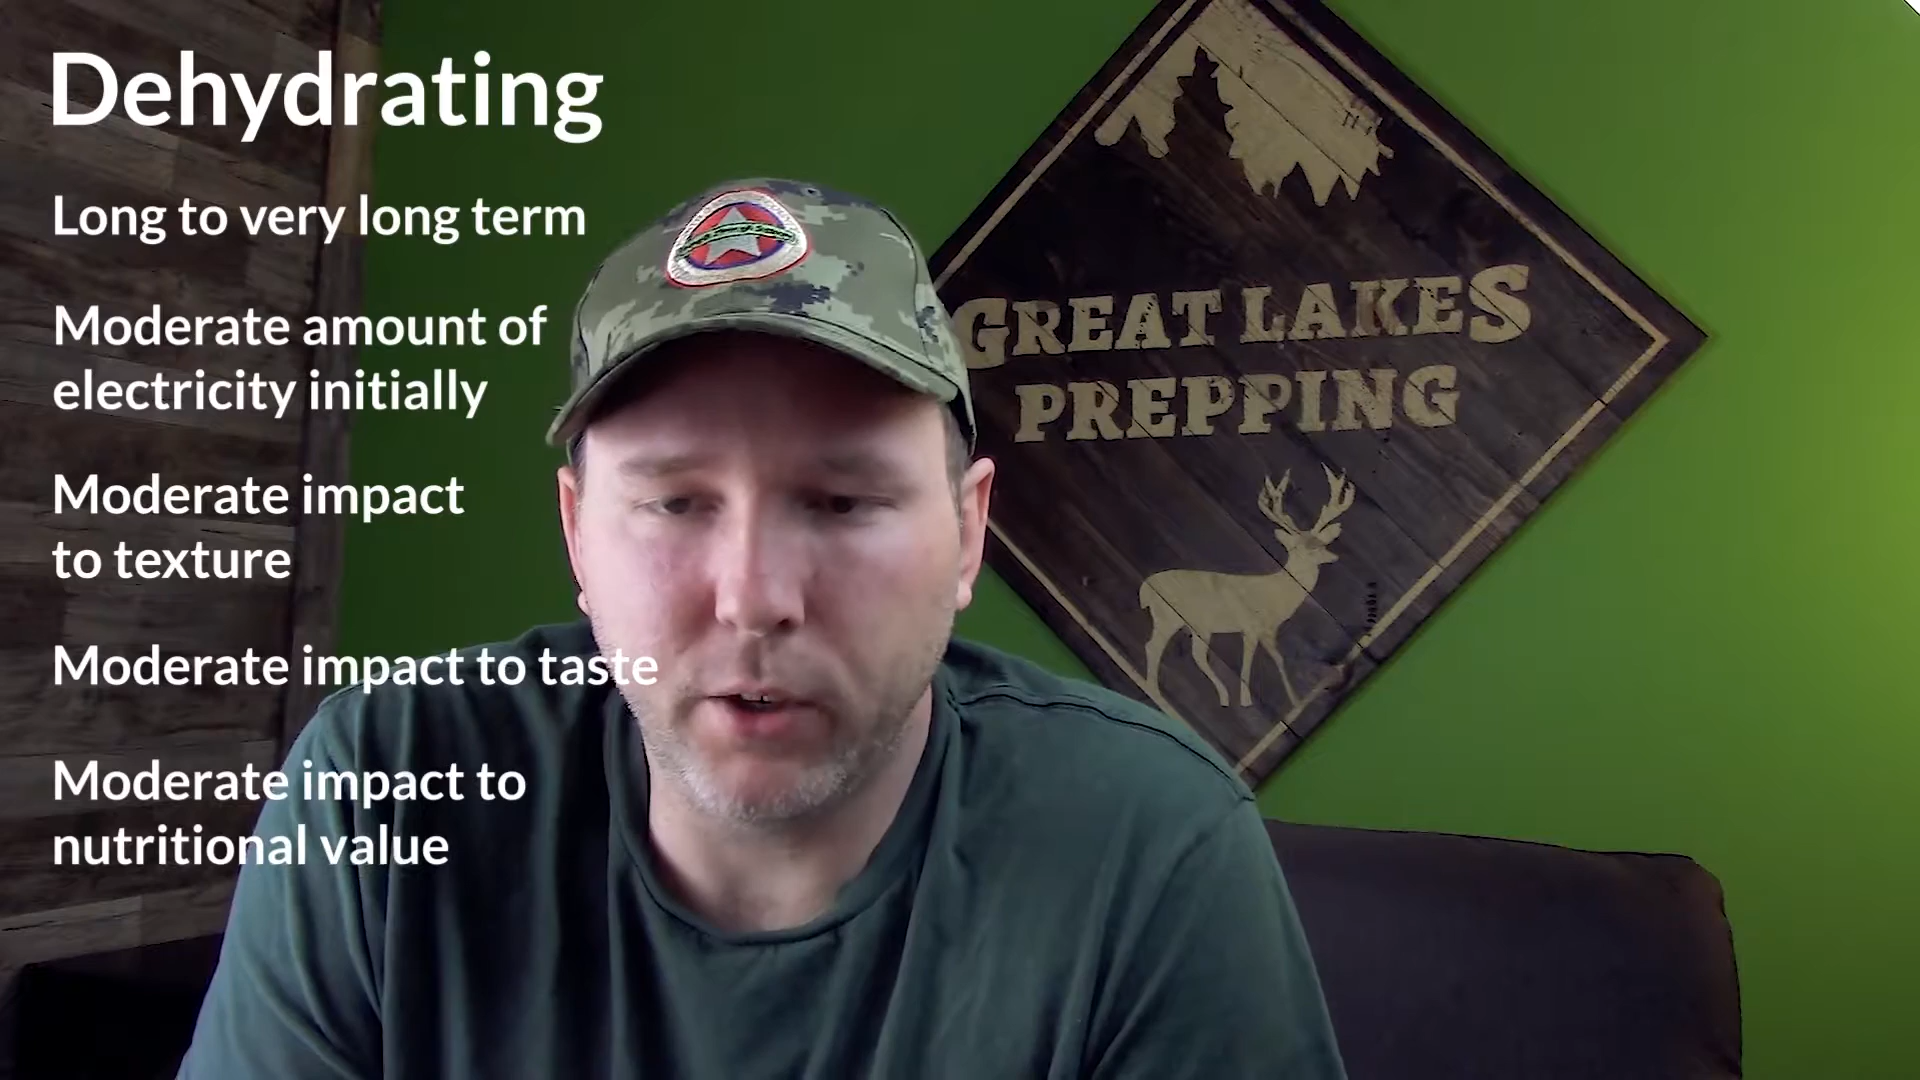 Dehydrating
Long to very long term
Moderate amount of
electricity initially
Moderate impact
to texture
Moderate impact to taste
Moderate impact to
nutritional value
GREAT LAKES
PREPPING